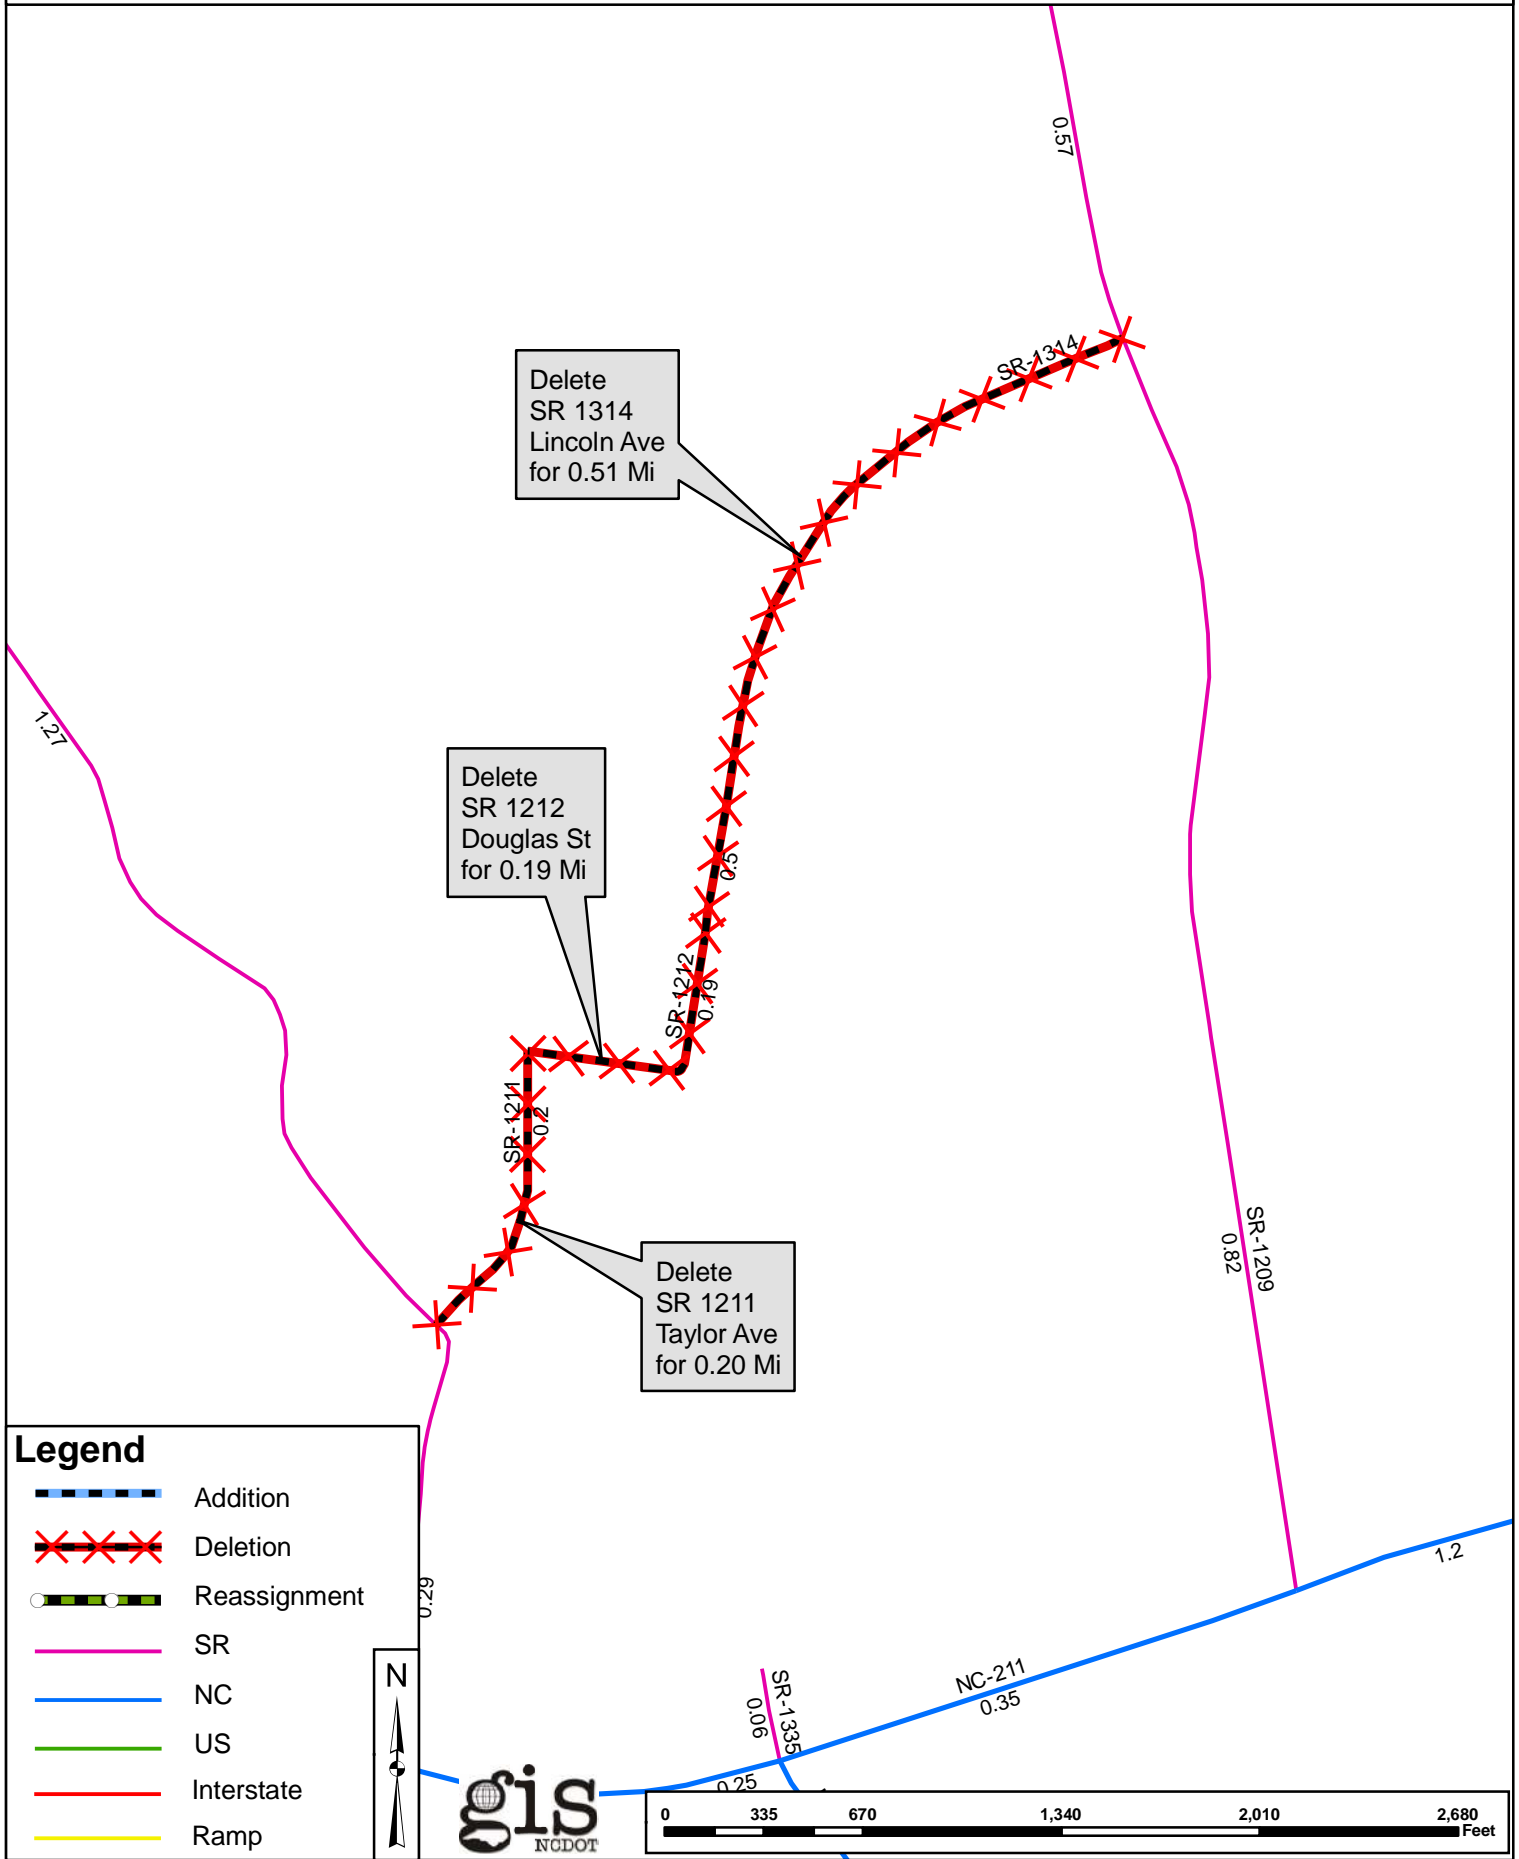 0.57
SR-1314
Delete
SR 1314
Lincoln Ave
for 0.51 Mi
1.27
Delete
SR 1212
Douglas St
for 0.19 Mi
0.5
SR-1212
0.19
SR-1211
0.2
SR-1209
0.82
Delete
SR 1211
Taylor Ave
for 0.20 Mi
Legend
Addition
Deletion
Reassignment
SR
NC
US
Interstate
Ramp
0.29
N
1.2
NC-211
0.35
SR-1335
0.06
0.25
gis
NCDOT
0 335 670 1,340 2,010 2,680
Feet